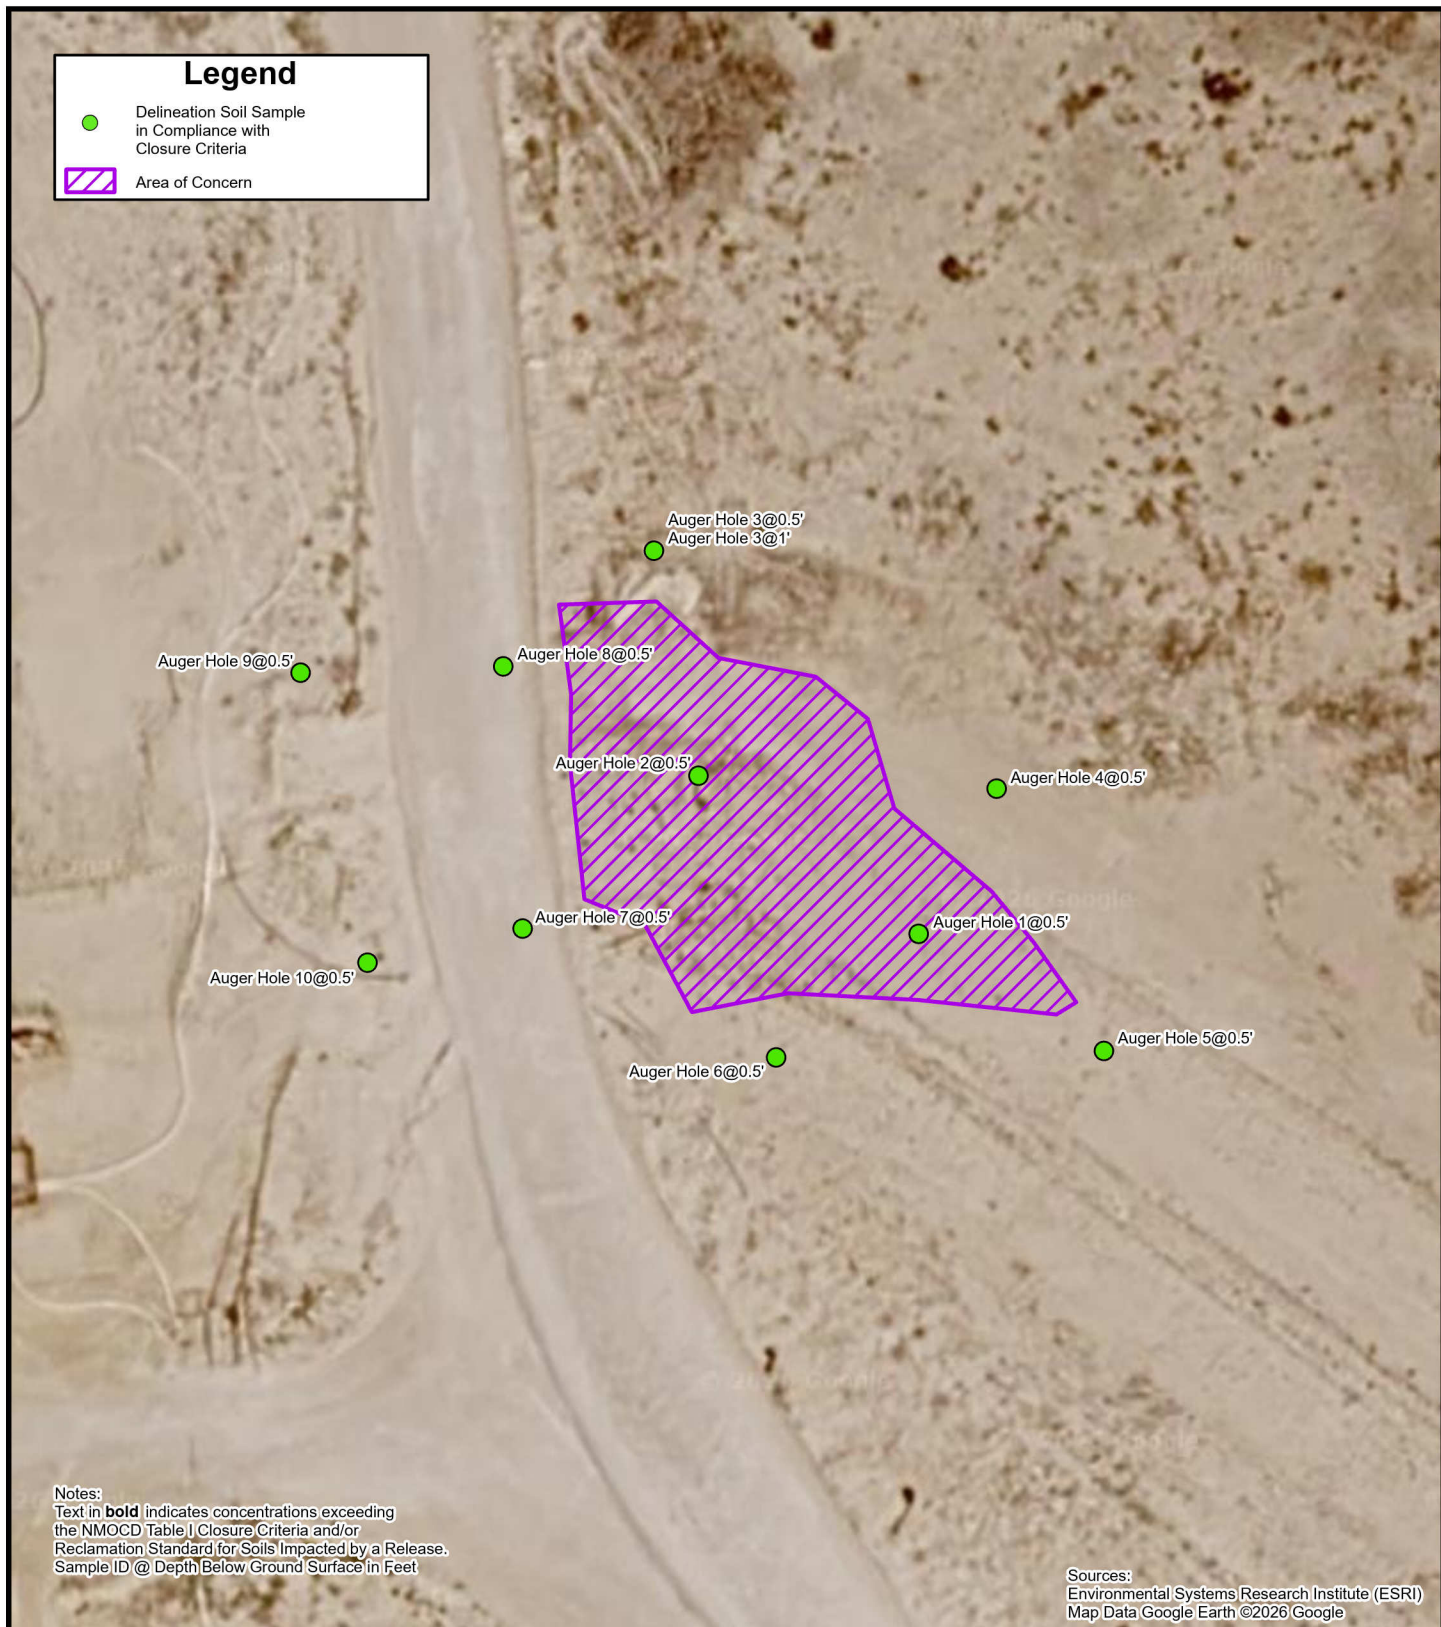 Legend
Delineation Soil Sample
in Compliance with
Closure Criteria
Area of Concern
Auger Hole 3@0.5'
Auger Hole 3@1'
Auger Hole 8@0.5'
Auger Hole 9@0.5'
Auger Hole 2@0.5'
Auger Hole 4@0.5'
Auger Hole 7@0.5'
Auger Hole 1@0.5'
Auger Hole 10@0.5'
Auger Hole 5@0.5'
Auger Hole 6@0.5'
Notes:
Text in bold indicates concentrations exceeding
the NMOCD Table I Closure Criteria and/or
Reclamation Standard for Soils Impacted by a Release.
Sample ID @ Depth Below Ground Surface in Feet
Sources:
Environmental Systems Research Institute (ESRI)
Map Data Google Earth ©2026 Google